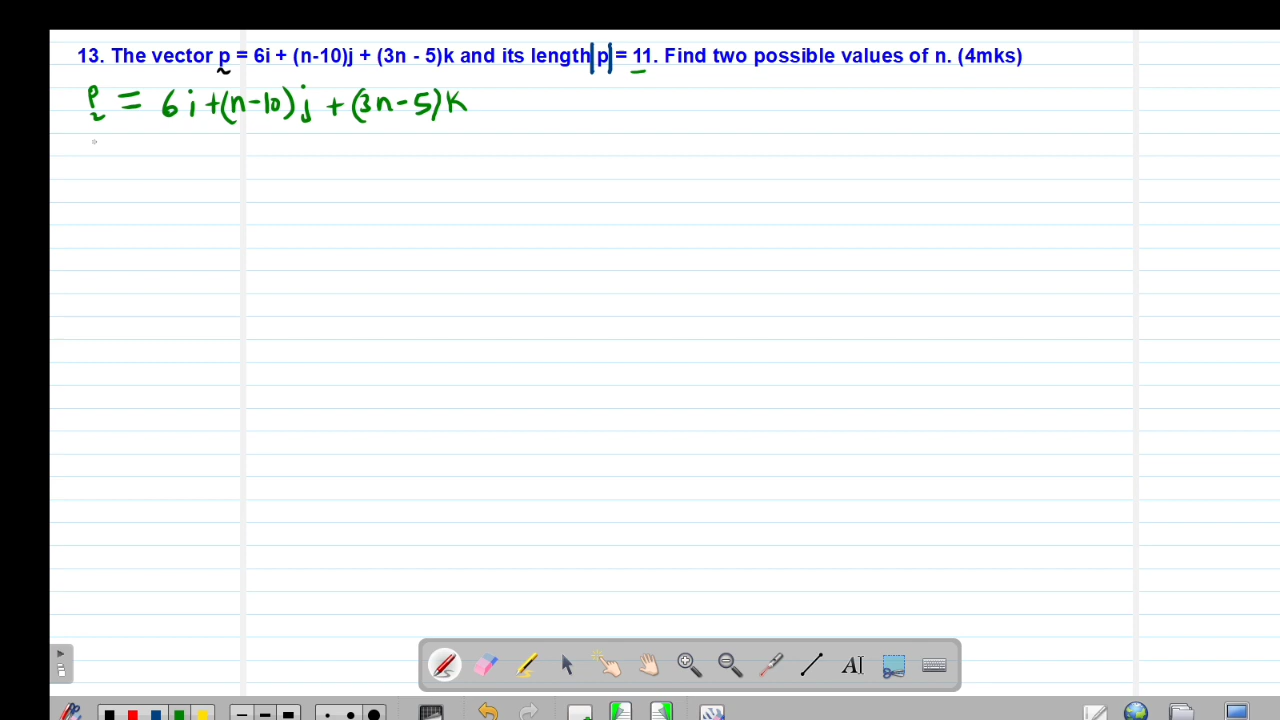 13. The vector p = 6i + (n-10)j + (3n - 5)k and its length|p| = 11. Find two possible values of n. (4mks)
p = 6i +(n-10)j + (3n-5)k